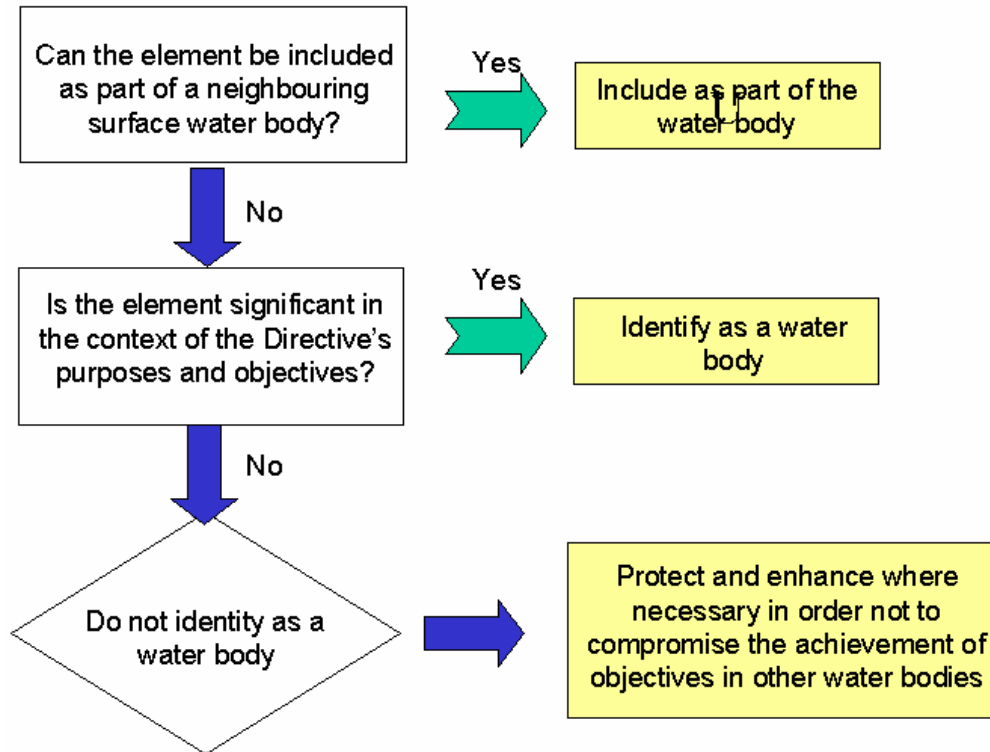 Can the element be included
as part of a neighbouring
surface water body?
Yes
Include as part of the
water body
U
No
Is the element significant in
the context of the Directive's
purposes and objectives?
Yes
Identify as a water
body
No
Do not identity as a
water body
Protect and enhance where
necessary in order not to
compromise the achievement of
objectives in other water bodies